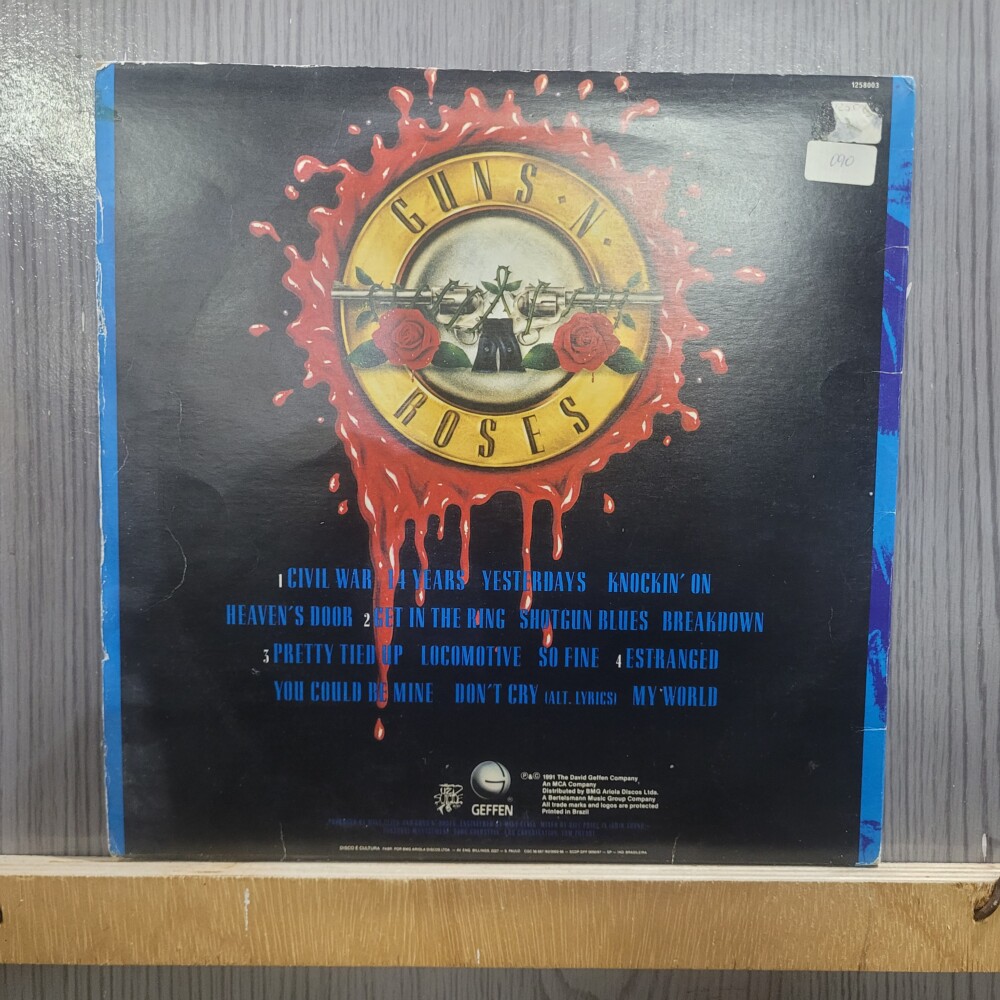 1258003
090
GUNS N'
ROSES
1 CIVIL WAR 14 YEARS YESTERDAYS KNOCKIN' ON
HEAVEN'S DOOR 2 GET IN THE RING SHOTGUN BLUES BREAKDOWN
3 PRETTY TIED UP LOCOMOTIVE SO FINE 4 ESTRANGED
YOU COULD BE MINE DON'T CRY (ALT. LYRICS) MY WORLD
GEFFEN
℗&© 1991 The David Geffen Company
An MCA Company
Distributed by BMG Ariola Discos Ltda.
A Bertelsmann Music Group Company
All trade marks and logos are protected
Printed in Brazil
DISCO É CULTURA